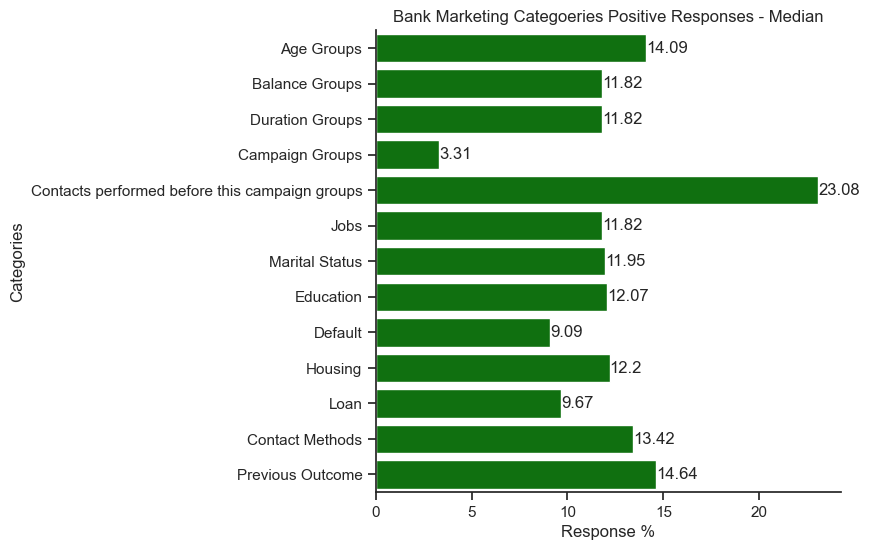 Bank Marketing Categoeries Positive Responses - Median
Categories
Age Groups 14.09
Balance Groups 11.82
Duration Groups 11.82
Campaign Groups 3.31
Contacts performed before this campaign groups 23.08
Jobs 11.82
Marital Status 11.95
Education 12.07
Default 9.09
Housing 12.2
Loan 9.67
Contact Methods 13.42
Previous Outcome 14.64
0 5 10 15 20
Response %